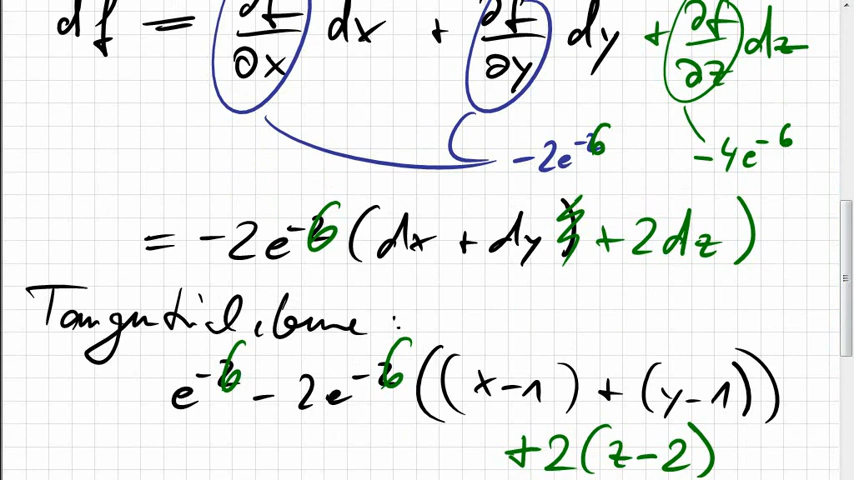 df = ∂f/∂x dx + ∂f/∂y dy + ∂f/∂z dz
-2e^-6 -4e^-6
= -2e^-6 (dx + dy + 2dz)
Tangentialebene:
e^-6 - 2e^-6 ((x-1) + (y-1))
+2(z-2)